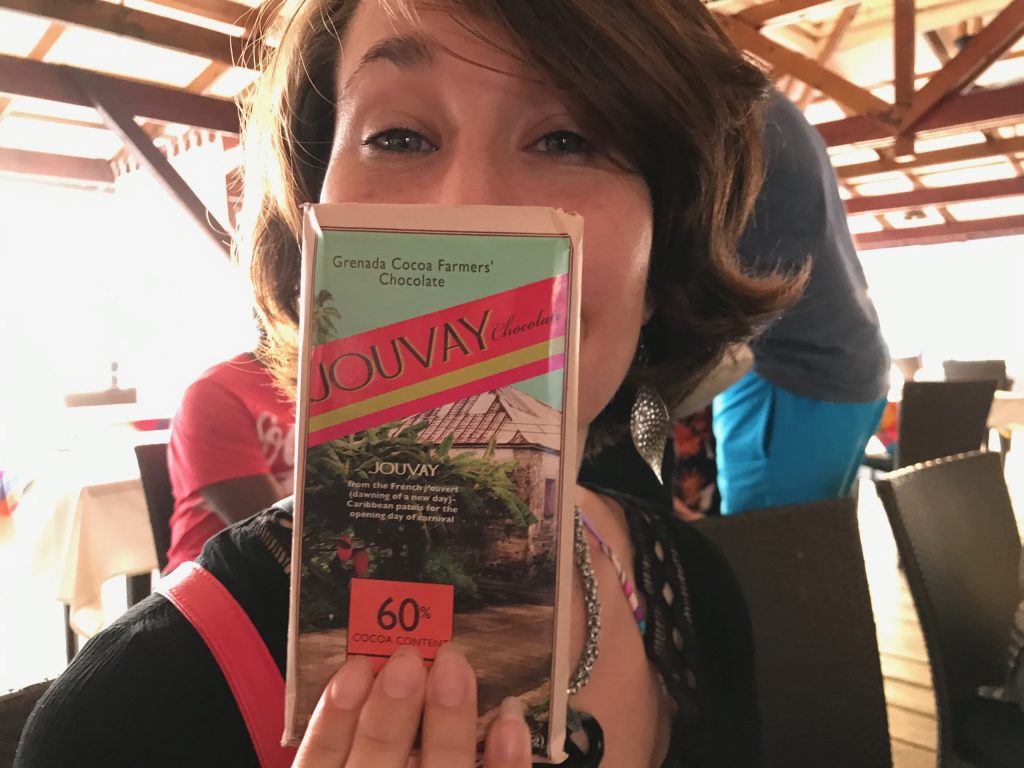 Grenada Cocoa Farmers'
Chocolate
JOUVAY Chocolate
JOUVAY
from the French j'ouvert
(dawning of a new day)-
Caribbean patois for the
opening day of carnival
60%
COCOA CONTENT